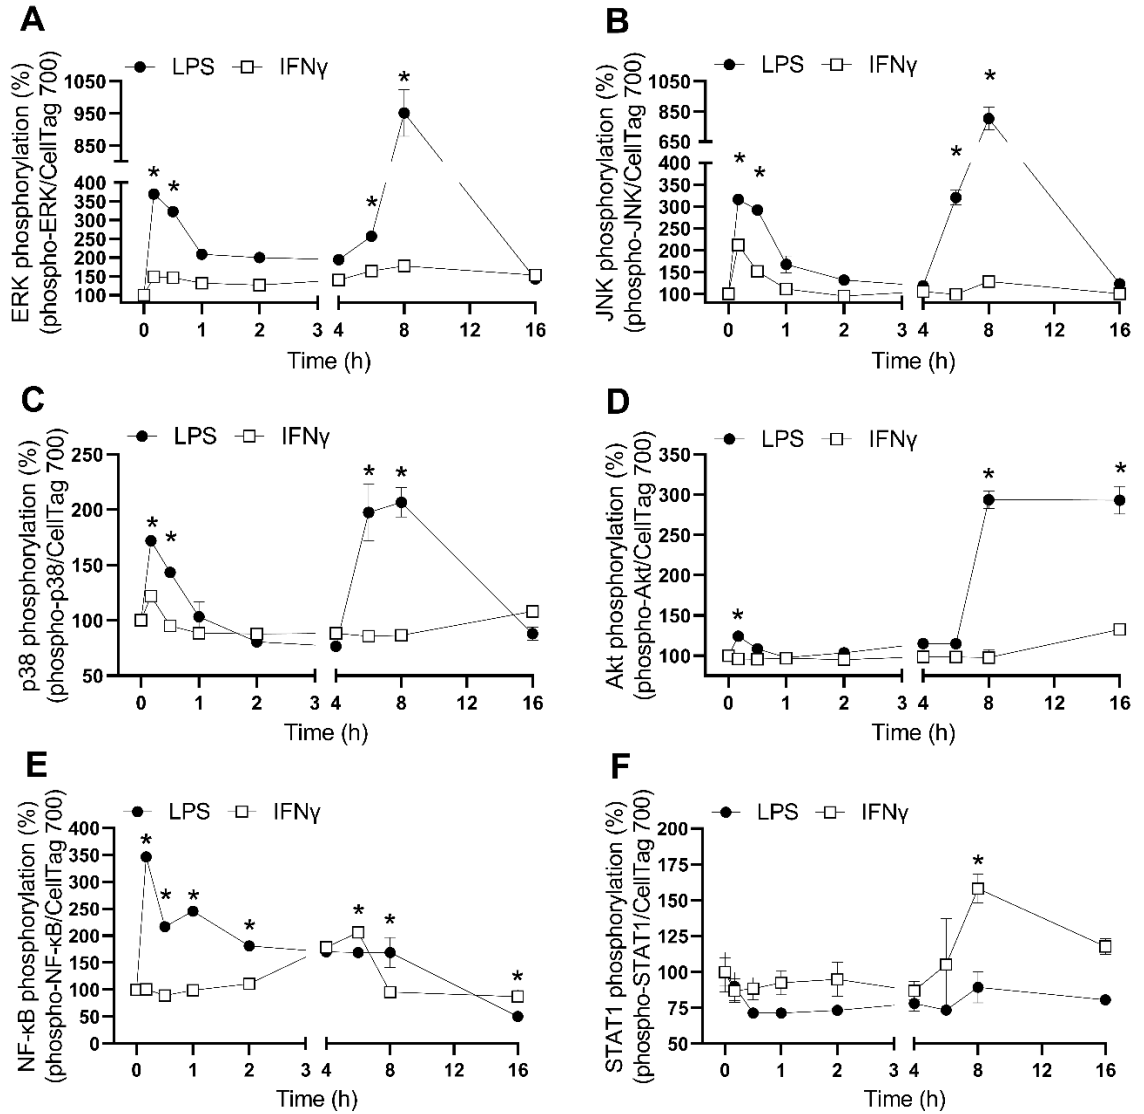 A
LPS IFNγ
ERK phosphorylation (%)
(phospho-ERK/CellTag 700)
1050
950
850
400
350
300
250
200
150
100
*
*
*
*
0 1 2 3 4 8 16
Time (h)
B
LPS IFNγ
JNK phosphorylation (%)
(phospho-JNK/CellTag 700)
1050
850
650
400
350
300
250
200
150
100
*
*
*
*
0 1 2 3 4 8 16
Time (h)
C
LPS IFNγ
p38 phosphorylation (%)
(phospho-p38/CellTag 700)
250
200
150
100
50
*
*
*
*
0 1 2 3 4 8 16
Time (h)
D
LPS IFNγ
Akt phosphorylation (%)
(phospho-Akt/CellTag 700)
350
300
250
200
150
100
*
*
*
0 1 2 3 4 8 16
Time (h)
E
LPS IFNγ
NF-κB phosphorylation (%)
(phospho-NF-κB/CellTag 700)
400
350
300
250
200
150
100
50
0
*
*
*
*
*
*
*
0 1 2 3 4 8 12 16
Time (h)
F
LPS IFNγ
STAT1 phosphorylation (%)
(phospho-STAT1/CellTag 700)
200
175
150
125
100
75
50
*
0 1 2 3 4 8 12 16
Time (h)